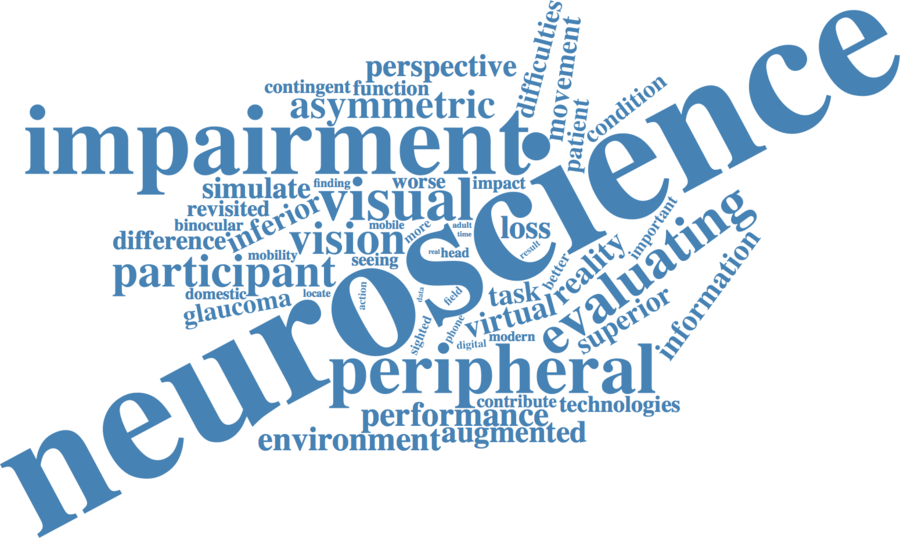 difficulties
movement
perspective
contingent function
patient
condition
asymmetric
impairment
neuroscience
simulate
finding
worse
impact
visual
revisited
inferior
binocular
mobile
more
adult
time
loss
difference
vision
result
important
evaluating
mobility
seeing
real
head
better
reality
participant
domestic
locate
action
data
field
task
virtual
superior
information
glaucoma
sighted
phone
digital
modern
peripheral
contribute
technologies
performance
environment
augmented